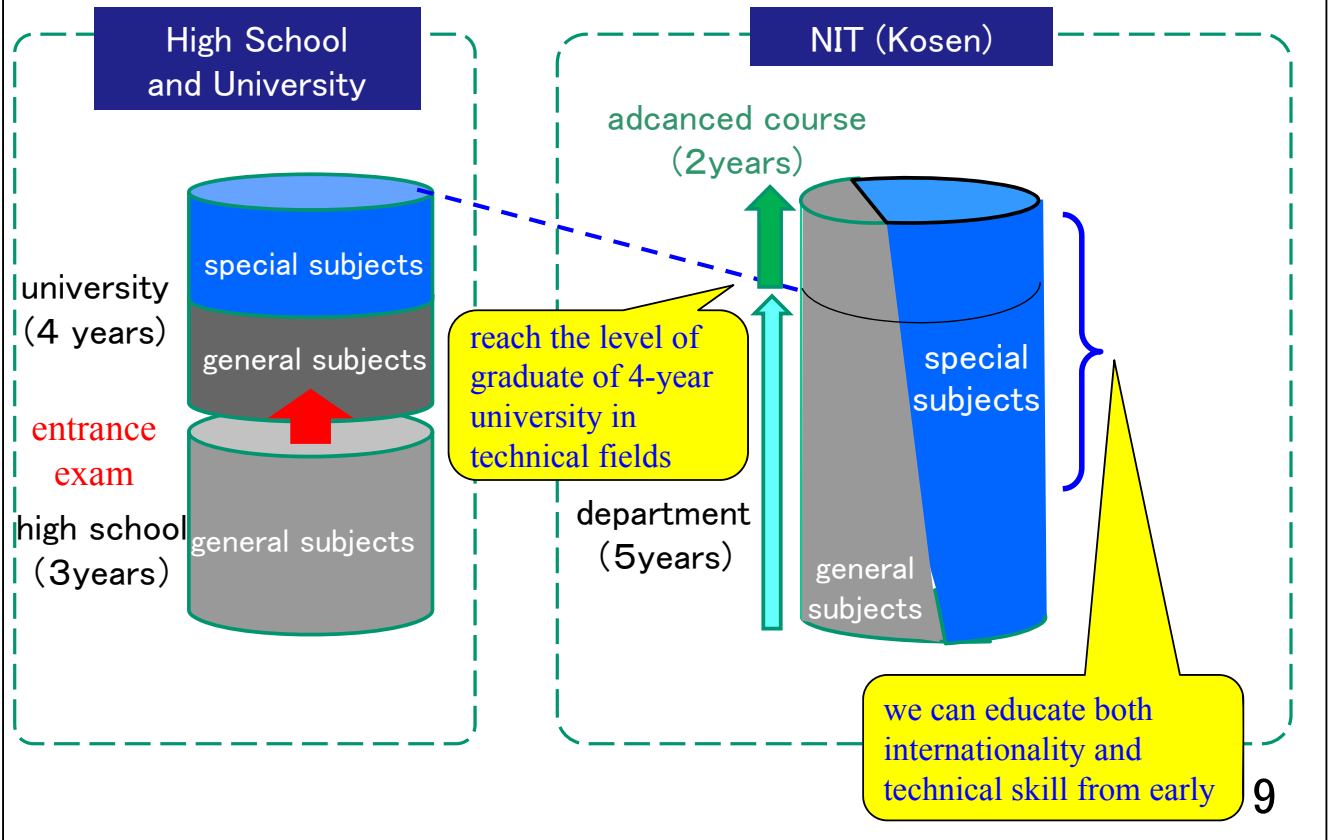 High School
and University
NIT (Kosen)
adcanced course
(2years)
special subjects
university
(4 years)
general subjects
entrance
exam
high school
(3years)
general subjects
reach the level of
graduate of 4-year
university in
technical fields
department
(5years)
special
subjects
general
subjects
we can educate both
internationality and
technical skill from early
9